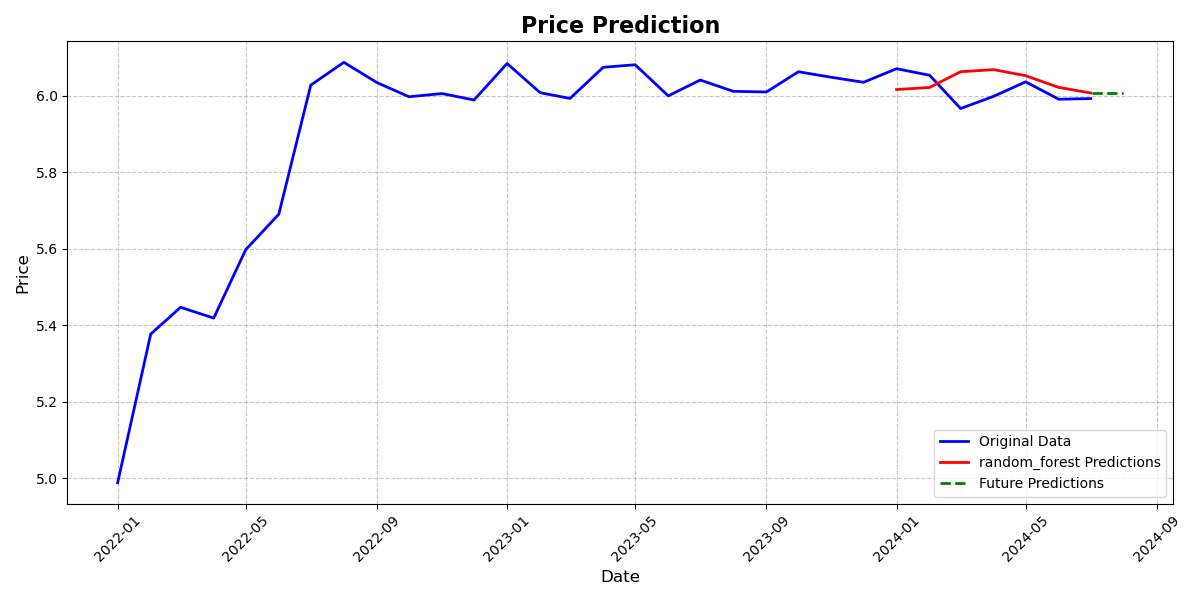 Price Prediction
Price
6.0
5.8
5.6
5.4
5.2
5.0
2022-01
2022-05
2022-09
2023-01
2023-05
2023-09
2024-01
2024-05
2024-09
Date
Original Data
random_forest Predictions
Future Predictions